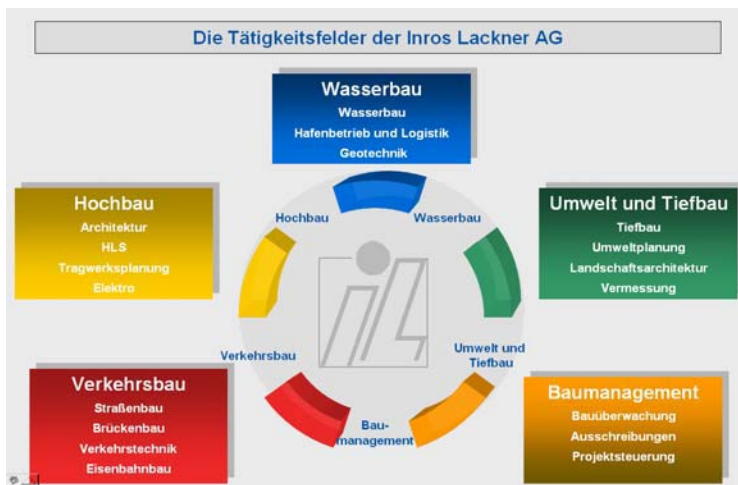 Die Tätigkeitsfelder der Inros Lackner AG
Wasserbau
Wasserbau
Hafenbetrieb und Logistik
Geotechnik
Hochbau
Architektur
HLS
Tragwerksplanung
Elektro
Umwelt und Tiefbau
Tiefbau
Umweltplanung
Landschaftsarchitektur
Vermessung
Hochbau
Wasserbau
Verkehrsbau
Umwelt und
Tiefbau
Bau-
management
Verkehrsbau
Straßenbau
Brückenbau
Verkehrstechnik
Eisenbahnbau
Baumanagement
Bauüberwachung
Ausschreibungen
Projektsteuerung